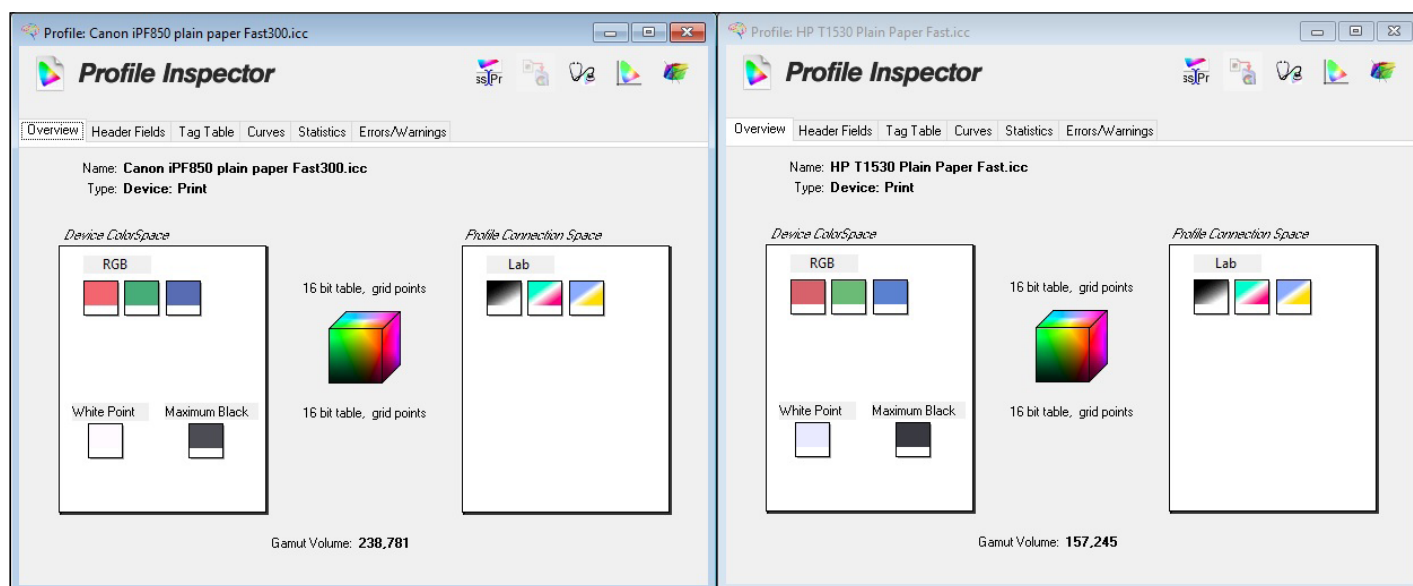 Profile: Canon iPF850 plain paper Fast300.icc
Profile Inspector
ss Pr
Overview Header Fields Tag Table Curves Statistics Errors/Warnings
Name: Canon iPF850 plain paper Fast300.icc
Type: Device: Print
Device ColorSpace
Profile Connection Space
RGB
Lab
16 bit table, grid points
White Point
Maximum Black
16 bit table, grid points
Gamut Volume: 238,781
Profile: HP T1530 Plain Paper Fast.icc
Profile Inspector
ss Pr
Overview Header Fields Tag Table Curves Statistics Errors/Warnings
Name: HP T1530 Plain Paper Fast.icc
Type: Device: Print
Device ColorSpace
Profile Connection Space
RGB
Lab
16 bit table, grid points
White Point
Maximum Black
16 bit table, grid points
Gamut Volume: 157,245